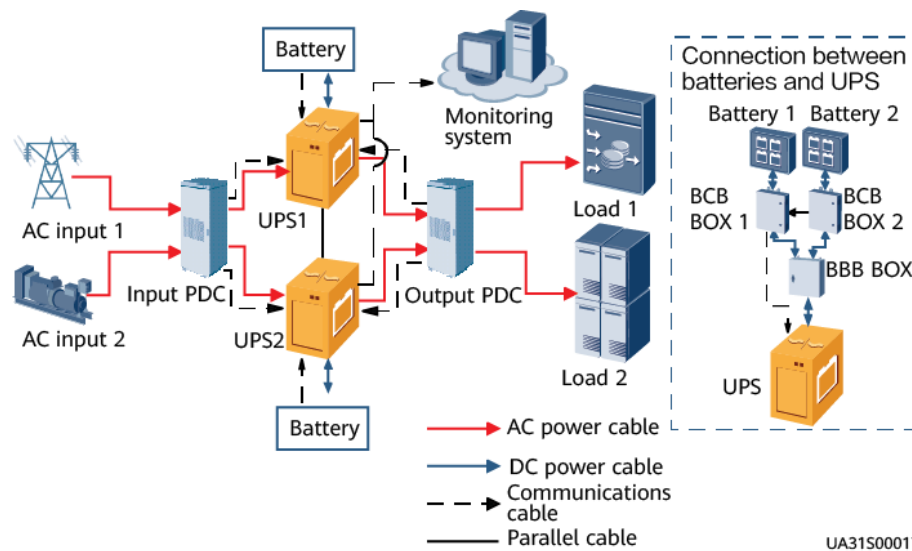 Battery
Monitoring
system
Connection between
batteries and UPS
Battery 1
Battery 2
BCB
BOX 1
BCB
BOX 2
BBB BOX
UPS
AC input 1
UPS1
Load 1
Input PDC
Output PDC
AC input 2
UPS2
Load 2
Battery
AC power cable
DC power cable
Communications
cable
Parallel cable